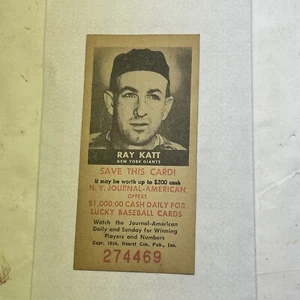 RAY KATT
NEW YORK GIANTS
SAVE THIS CARD!
it may be worth up to $200 cash
N. Y. JOURNAL-AMERICAN
OFFERS
$1,000.00 CASH DAILY FOR
LUCKY BASEBALL CARDS
Watch the Journal-American
Daily and Sunday for Winning
Players and Numbers
Copr. 1954, Hearst Con. Pub., Inc.
274469